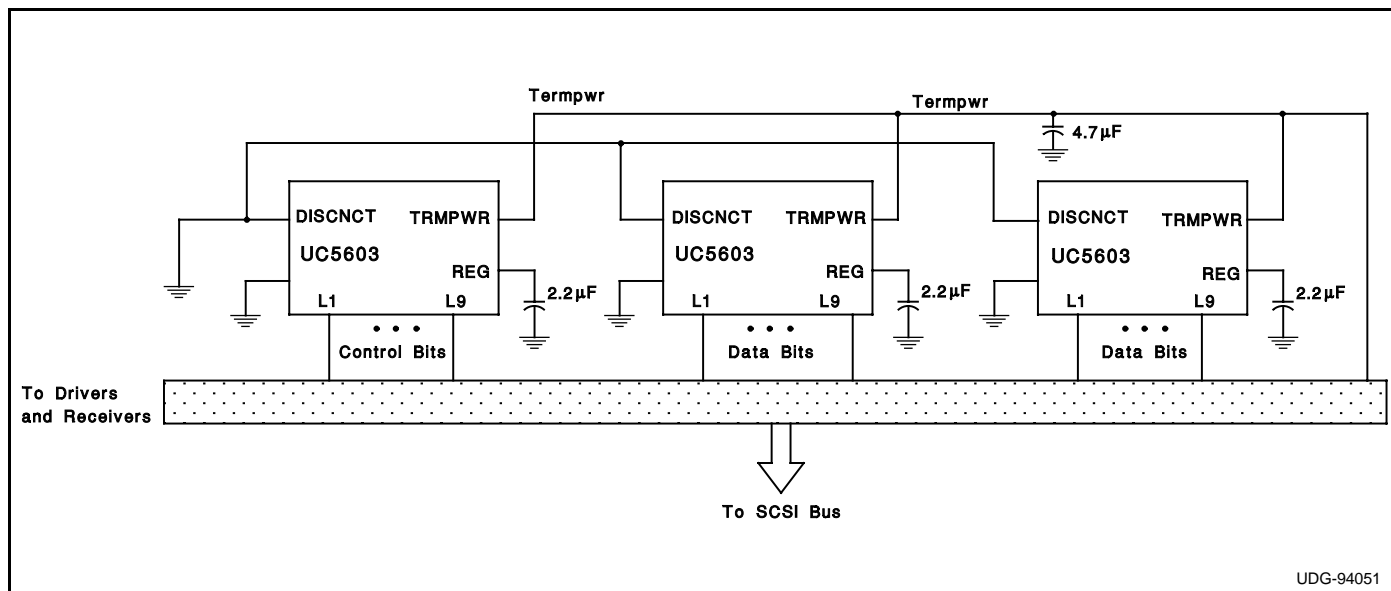 Termpwr
Termpwr
4.7µF
DISCNCT TRMPWR
UC5603
REG
L1 L9
2.2µF
Control Bits
DISCNCT TRMPWR
UC5603
REG
L1 L9
2.2µF
Data Bits
DISCNCT TRMPWR
UC5603
REG
L1 L9
2.2µF
Data Bits
To Drivers
and Receivers
To SCSI Bus
UDG-94051